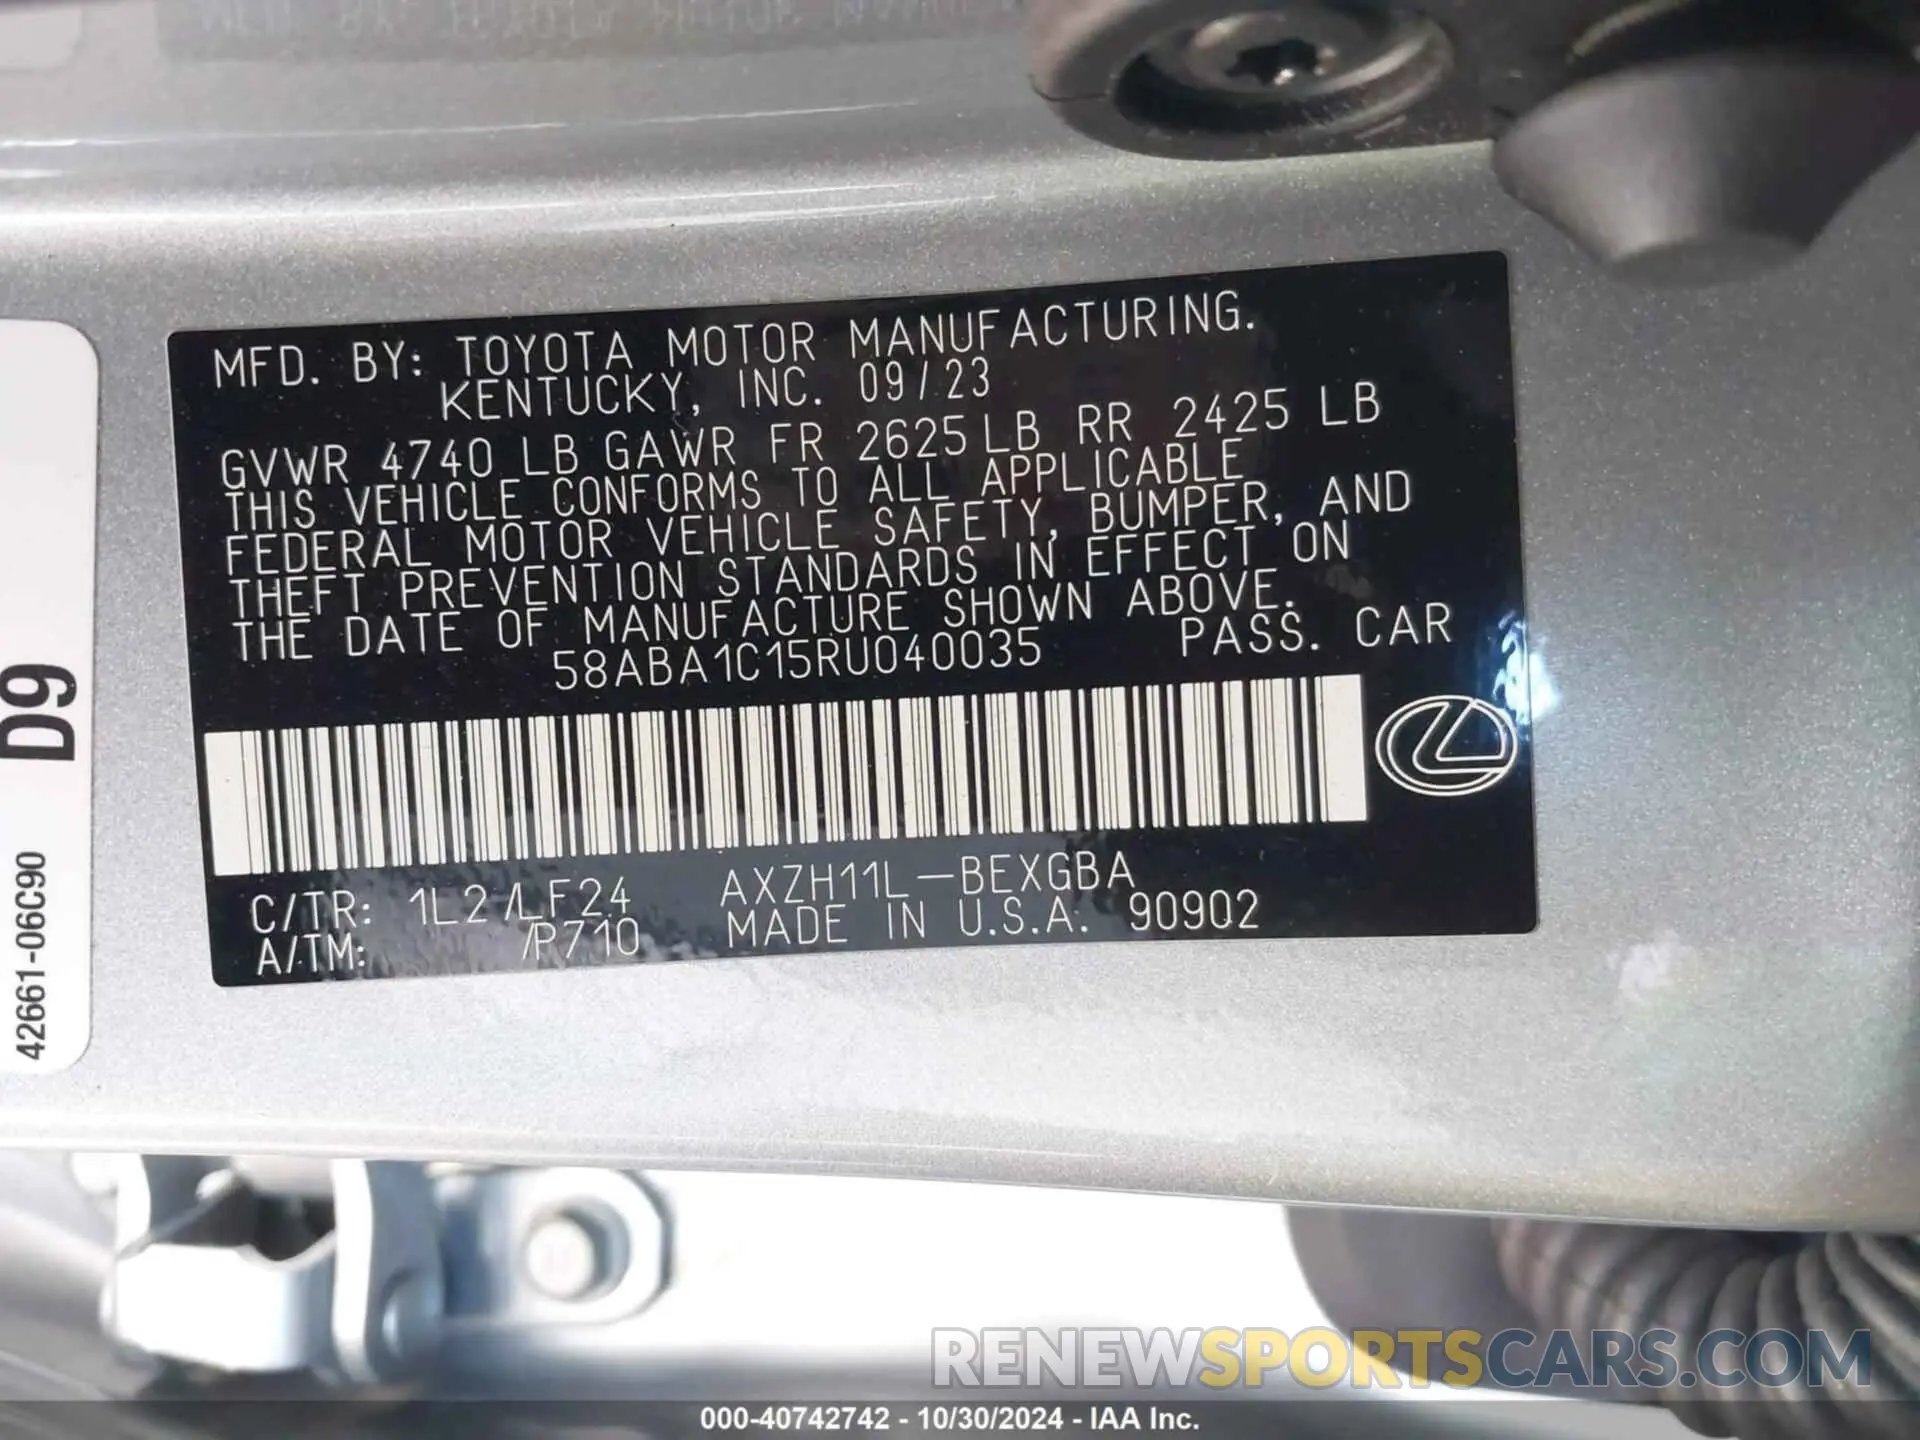 MFD. BY: TOYOTA MOTOR MANUFACTURING.
KENTUCKY, INC. 09/23
GVWR 4740 LB GAWR FR 2625 LB RR 2425 LB
THIS VEHICLE CONFORMS TO ALL APPLICABLE
FEDERAL MOTOR VEHICLE SAFETY, BUMPER, AND
THEFT PREVENTION STANDARDS IN EFFECT ON
THE DATE OF MANUFACTURE SHOWN ABOVE.
58ABA1C15RU040035 PASS. CAR
C/TR: 1L2 /LF24 AXZH11L-BEXGBA
A/TM: /P710 MADE IN U.S.A. 90902
D9
42661-06C90
RENEWSPORTSCARS.COM
000-40742742 - 10/30/2024 - IAA Inc.